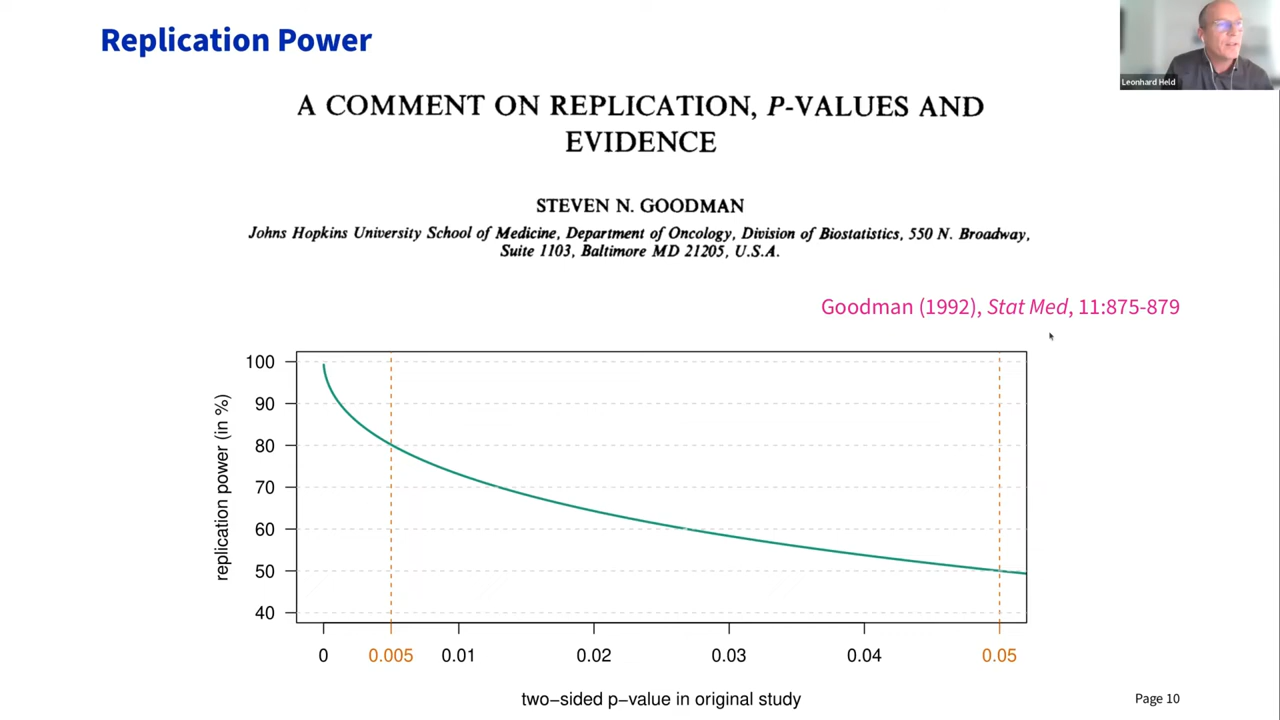 Replication Power
Leonhard Held
A COMMENT ON REPLICATION, P-VALUES AND
EVIDENCE
STEVEN N. GOODMAN
Johns Hopkins University School of Medicine, Department of Oncology, Division of Biostatistics, 550 N. Broadway,
Suite 1103, Baltimore MD 21205, U.S.A.
Goodman (1992), Stat Med, 11:875-879
replication power (in %)
100
90
80
70
60
50
40
0 0.005 0.01 0.02 0.03 0.04 0.05
two−sided p−value in original study
Page 10